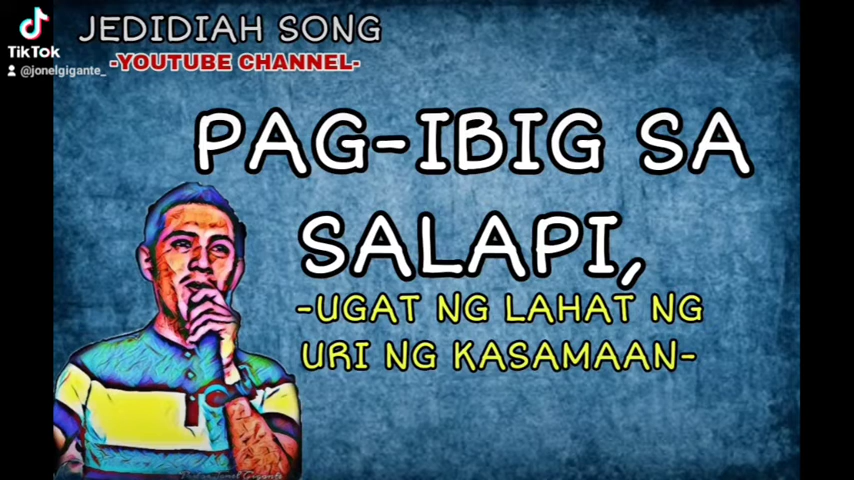 JEDIDIAH SONG
-YOUTUBE CHANNEL-
TikTok
@jonelgigante_
PAG-IBIG SA
SALAPI,
-UGAT NG LAHAT NG
URI NG KASAMAAN-